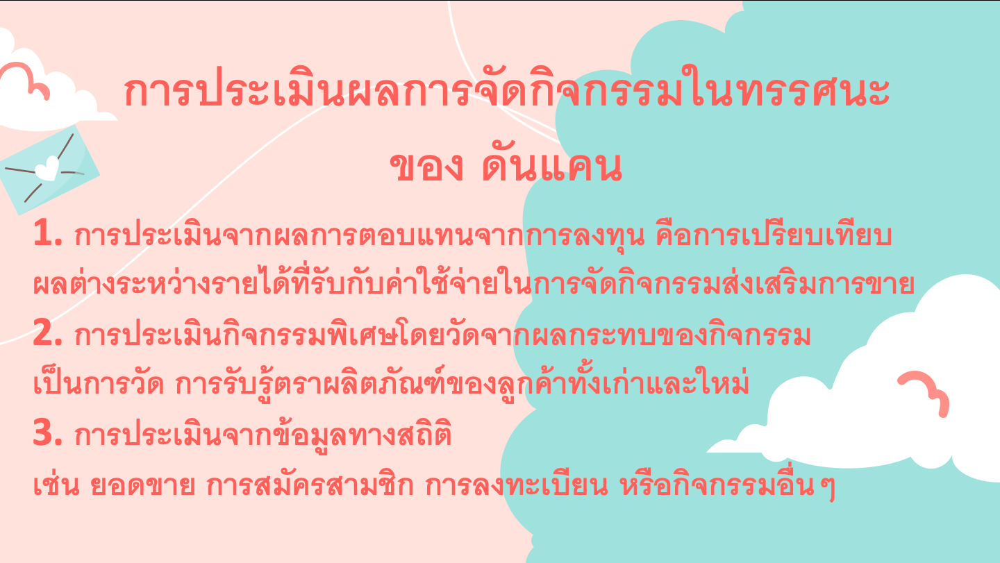 การประเมินผลการจัดกิจกรรมในทรรศนะ
ของ ดันแคน
1. การประเมินจากผลการตอบแทนจากการลงทุน คือการเปรียบเทียบ
ผลต่างระหว่างรายได้ที่รับกับค่าใช้จ่ายในการจัดกิจกรรมส่งเสริมการขาย
2. การประเมินกิจกรรมพิเศษโดยวัดจากผลกระทบของกิจกรรม
เป็นการวัด การรับรู้ตราผลิตภัณฑ์ของลูกค้าทั้งเก่าและใหม่
3. การประเมินจากข้อมูลทางสถิติ
เช่น ยอดขาย การสมัครสามชิก การลงทะเบียน หรือกิจกรรมอื่นๆ